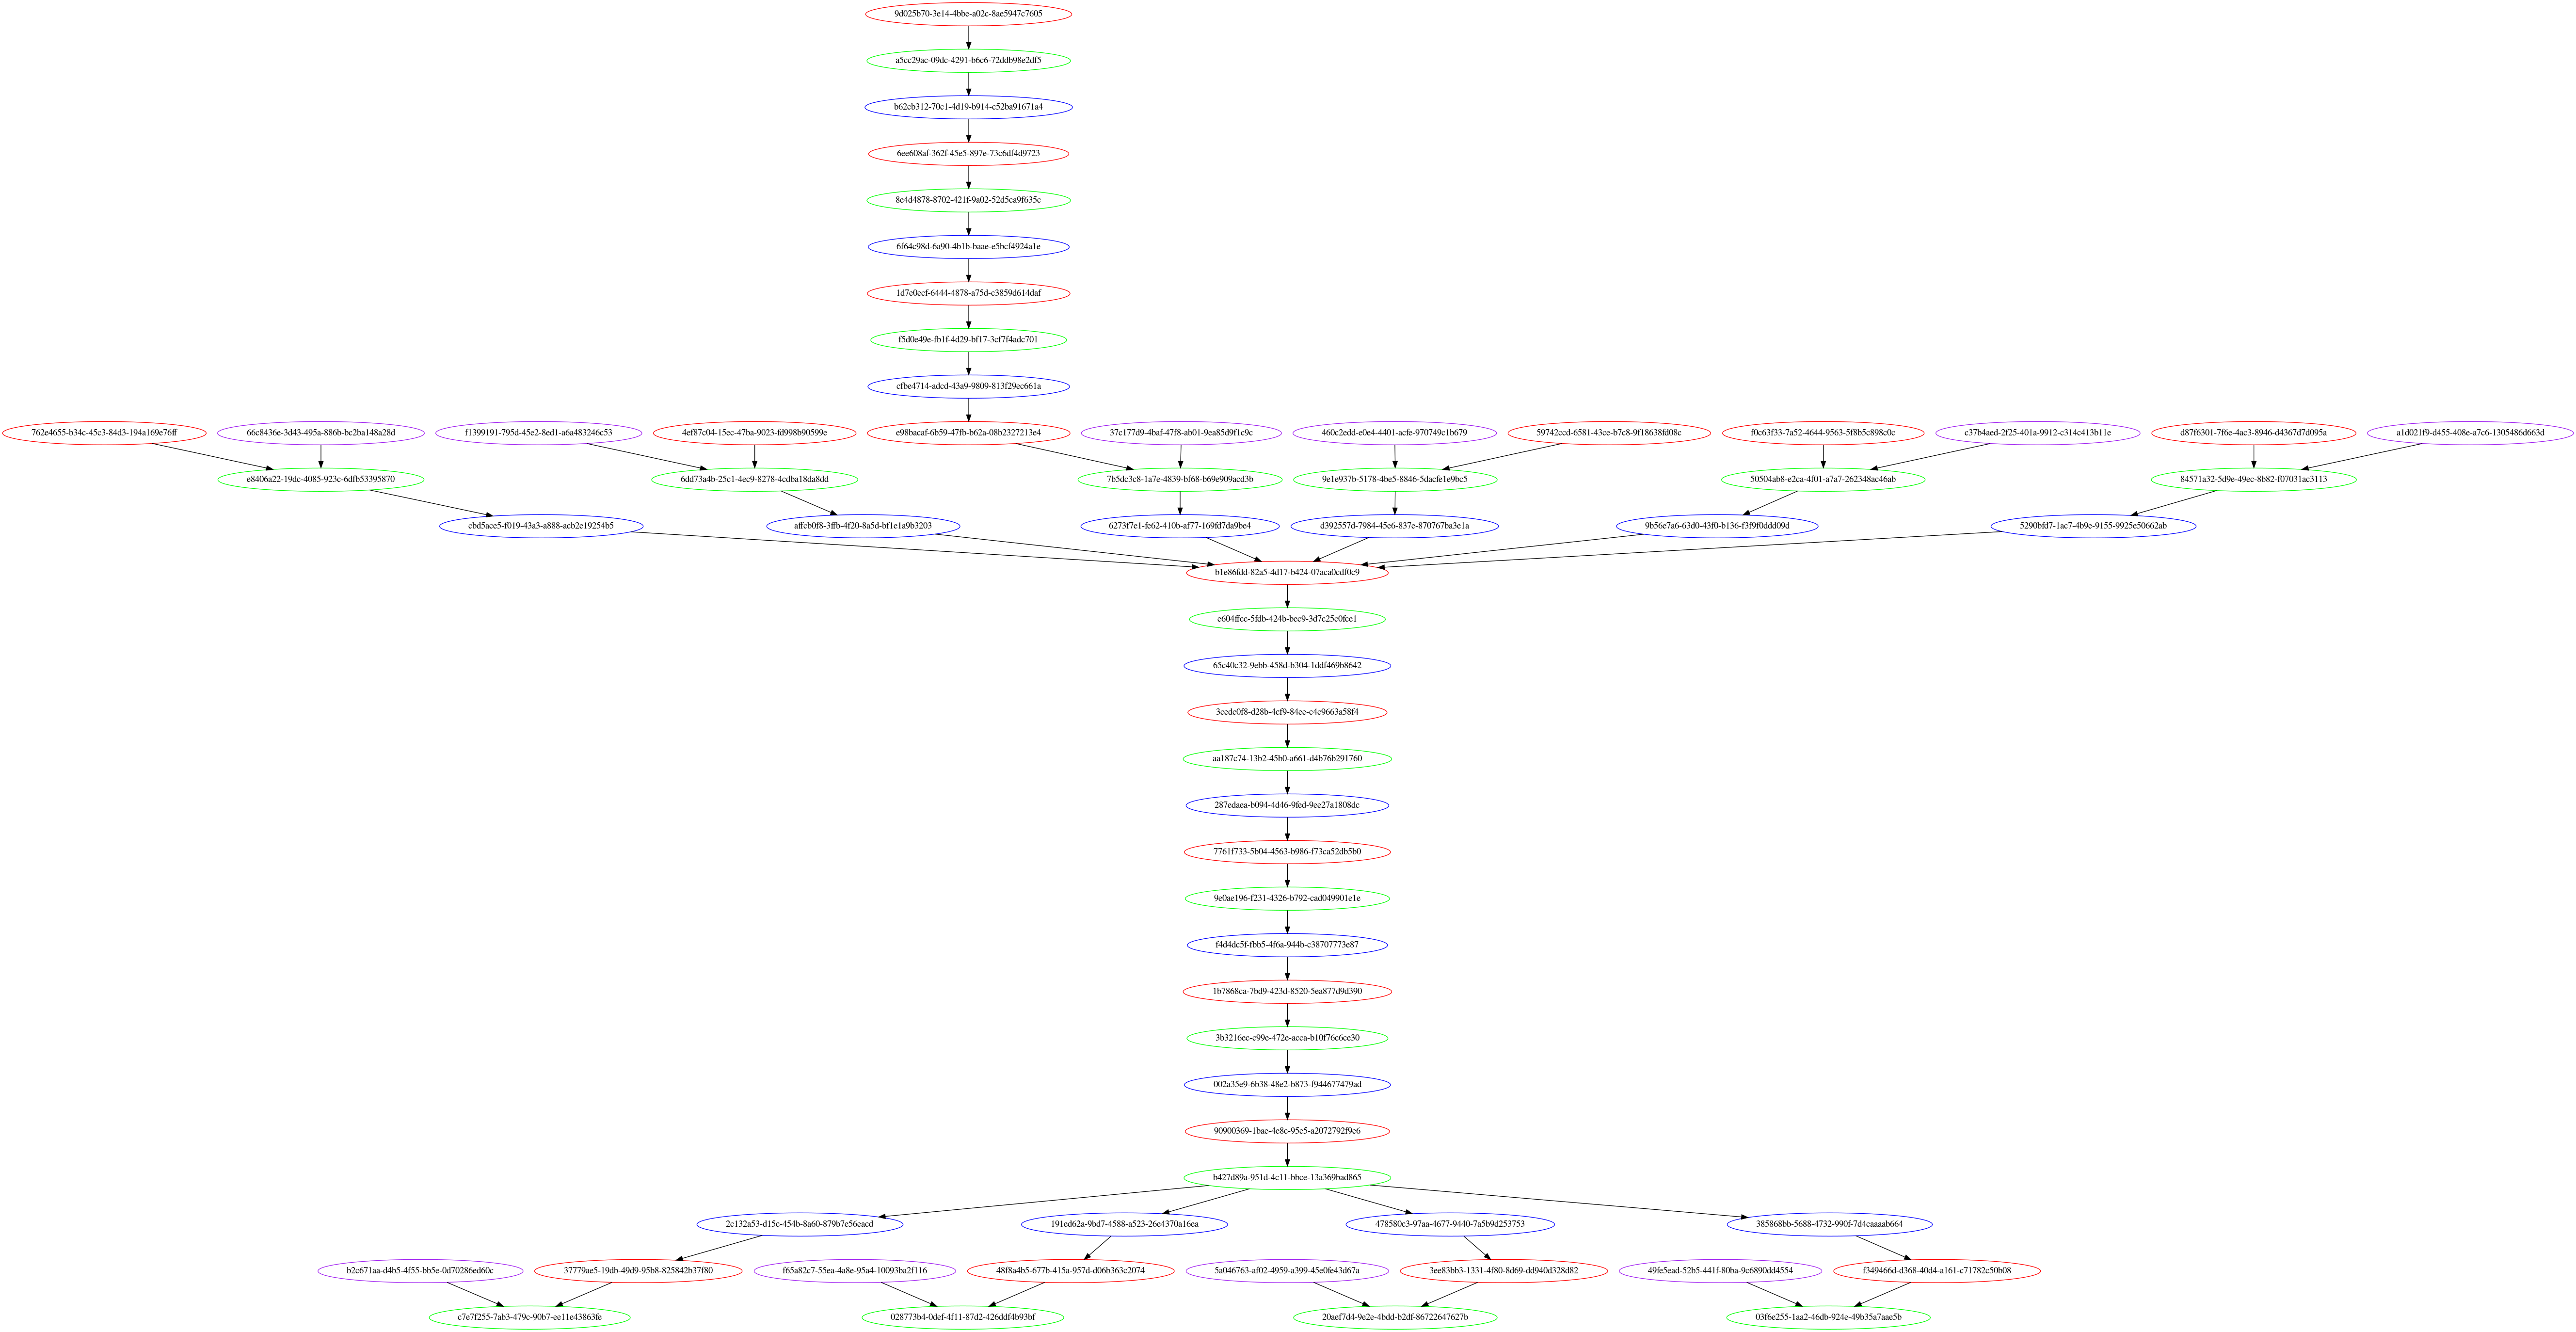 9d025b70-3e14-4bbe-a02c-8ae5947c7605
a5cc29ac-09dc-4291-b6c6-72ddb98e2df5
b62cb312-70c1-4d19-b914-c52ba91671a4
6ee608af-362f-45e5-897e-73c6df4d9723
8e4d4878-8702-421f-9a02-52d5ca9f635c
6f64c98d-6a90-4b1b-baae-e5bcf4924a1e
1d7e0ecf-6444-4878-a75d-c3859d614daf
f5d0e49e-fb1f-4d29-bf17-3cf7f4adc701
cfbe4714-adcd-43a9-9809-813f29ec661a
762e4655-b34c-45c3-84d3-194a169e76ff
66c8436e-3d43-495a-886b-bc2ba148a28d
f1399191-795d-45e2-8ed1-a6a483246c53
4ef87c04-15ec-47ba-9023-fd998b90599e
e98bacaf-6b59-47fb-b62a-08b2327213e4
37c177d9-4baf-47f8-ab01-9ea85d9f1c9c
460c2edd-e0e4-4401-acfe-970749c1b679
59742ccd-6581-43ce-b7c8-9f18638fd08c
f0c63f33-7a52-4644-9563-5f8b5c898c0c
c37b4aed-2f25-401a-9912-c314c413b11e
d87f6301-7f6e-4ac3-8946-d4367d7d095a
a1d021f9-d455-408e-a7c6-1305486d663d
e8406a22-19dc-4085-923c-6dfb53395870
6dd73a4b-25c1-4ec9-8278-4cdba18da8dd
7b5dc3c8-1a7e-4839-bf68-b69e909acd3b
9e1e937b-5178-4be5-8846-5dacfe1e9bc5
50504ab8-e2ca-4f01-a7a7-262348ac46ab
84571a32-5d9e-49ec-8b82-f07031ac3113
cbd5ace5-f019-43a3-a888-acb2e19254b5
affcb0f8-3ffb-4f20-8a5d-bf1e1a9b3203
6273f7e1-fe62-410b-af77-169fd7da9be4
d392557d-7984-45e6-837e-870767ba3e1a
9b56e7a6-63d0-43f0-b136-f3f9f0ddd09d
5290bfd7-1ac7-4b9e-9155-9925e50662ab
b1e86fdd-82a5-4d17-b424-07aca0cdf0c9
e604ffcc-5fdb-424b-bec9-3d7c25c0fce1
65c40c32-9ebb-458d-b304-1ddf469b8642
3cedc0f8-d28b-4cf9-84ee-c4c9663a58f4
aa187c74-13b2-45b0-a661-d4b76b291760
287edaea-b094-4d46-9fed-9ee27a1808dc
7761f733-5b04-4563-b986-f73ca52db5b0
9e0ae196-f231-4326-b792-cad049901e1e
f4d4dc5f-fbb5-4f6a-944b-c38707773e87
1b7868ca-7bd9-423d-8520-5ea877d9d390
3b3216ec-c99e-472e-acca-b10f76c6ce30
002a35e9-6b38-48e2-b873-f944677479ad
90900369-1bae-4e8c-95e5-a2072792f9e6
b427d89a-951d-4c11-bbce-13a369bad865
2c132a53-d15c-454b-8a60-879b7e56eacd
191ed62a-9bd7-4588-a523-26e4370a16ea
478580c3-97aa-4677-9440-7a5b9d253753
385868bb-5688-4732-990f-7d4caaaab664
b2c671aa-d4b5-4f55-bb5e-0d70286ed60c
37779ae5-19db-49d9-95b8-825842b37f80
f65a82c7-55ea-4a8e-95a4-10093ba2f116
48f8a4b5-677b-415a-957d-d06b363c2074
5a046763-af02-4959-a399-45e0fe43d67a
3ee83bb3-1331-4f80-8d69-dd940d328d82
49fe5ead-52b5-441f-80ba-9c6890dd4554
f349466d-d368-40d4-a161-c71782c50b08
c7e7f255-7ab3-479c-90b7-ee11e43863fe
028773b4-0def-4f11-87d2-426ddf4b93bf
20aef7d4-9e2e-4bdd-b2df-86722647627b
03f6e255-1aa2-46db-924e-49b35a7aae5b